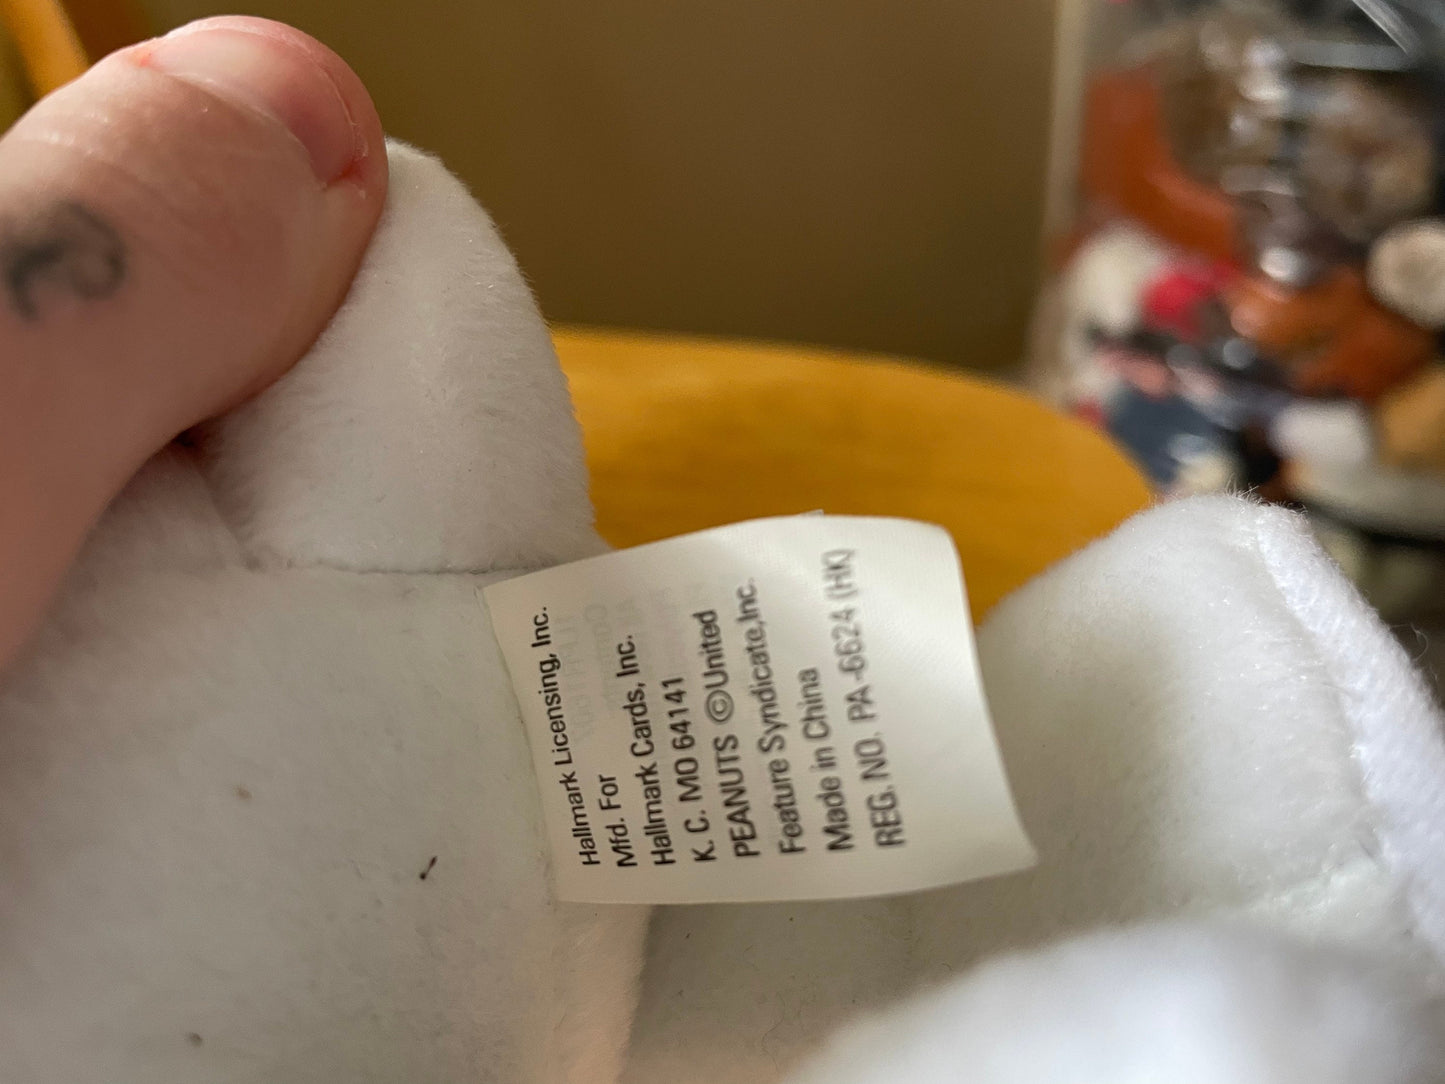 Hallmark Licensing, Inc.
Mfd. For
Hallmark Cards, Inc.
K. C. MO 64141
PEANUTS ©United
Feature Syndicate,Inc.
Made in China
REG. NO. PA-6624 (HK)